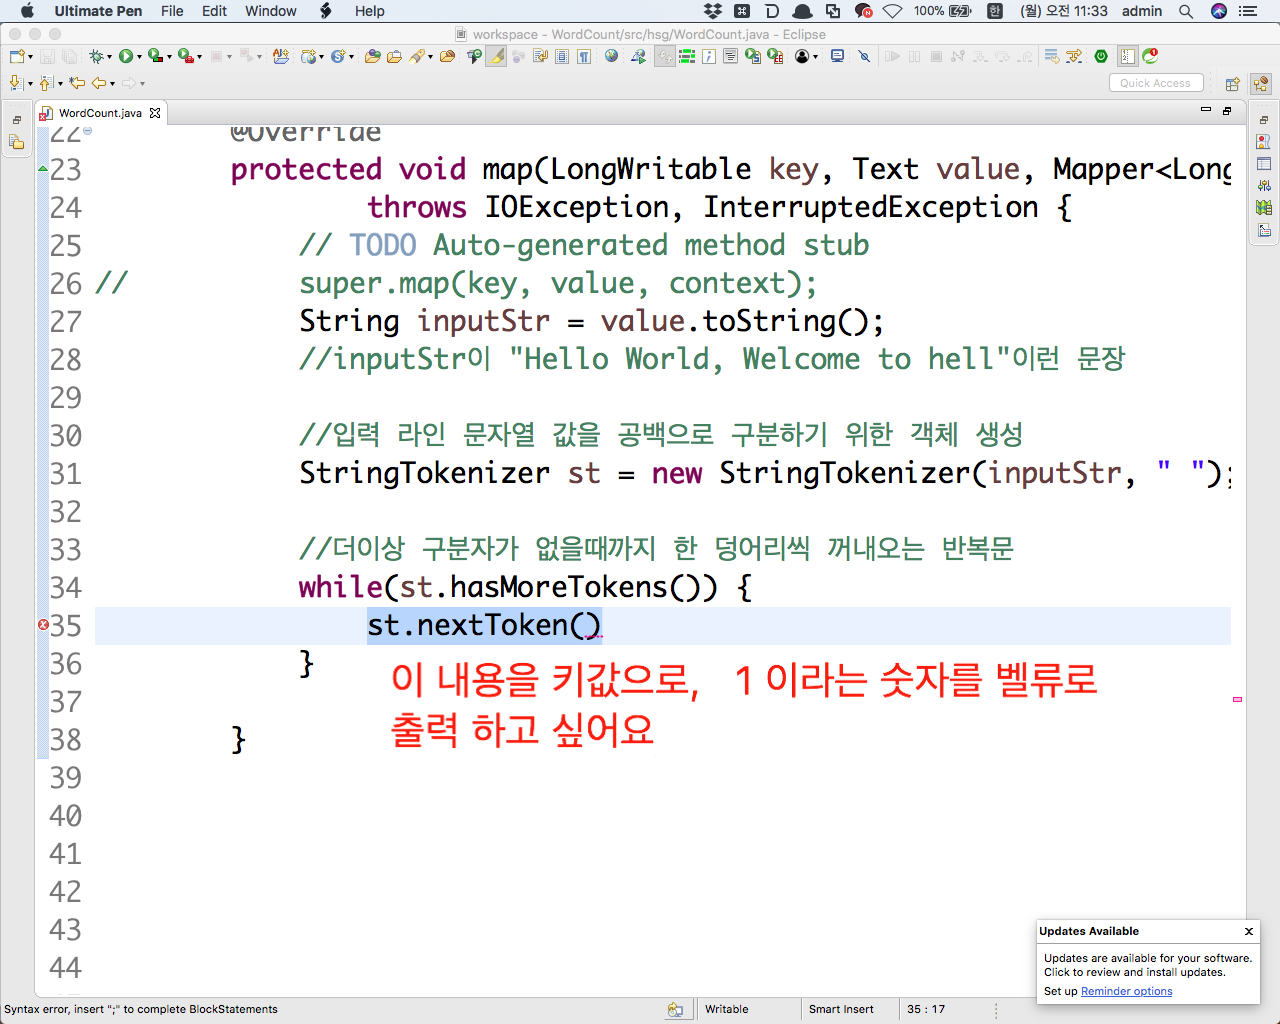 Ultimate Pen File Edit Window Help 100% 한 (월) 오전 11:33 admin
workspace - WordCount/src/hsg/WordCount.java - Eclipse
Quick Access
WordCount.java
22 @Override
23 protected void map(LongWritable key, Text value, Mapper<Long
24 throws IOException, InterruptedException {
25 // TODO Auto-generated method stub
26 // super.map(key, value, context);
27 String inputStr = value.toString();
28 //inputStr이 "Hello World, Welcome to hell"이런 문장
29
30 //입력 라인 문자열 값을 공백으로 구분하기 위한 객체 생성
31 StringTokenizer st = new StringTokenizer(inputStr, " ");
32
33 //더이상 구분자가 없을때까지 한 덩어리씩 꺼내오는 반복문
34 while(st.hasMoreTokens()) {
35 st.nextToken()
36 }
이 내용을 키값으로, 1 이라는 숫자를 벨류로
37
출력 하고 싶어요
38 }
39
40
41
42
43
44
Updates Available
Updates are available for your software.
Click to review and install updates.
Set up Reminder options
Syntax error, insert ";" to complete BlockStatements Writable Smart Insert 35 : 17